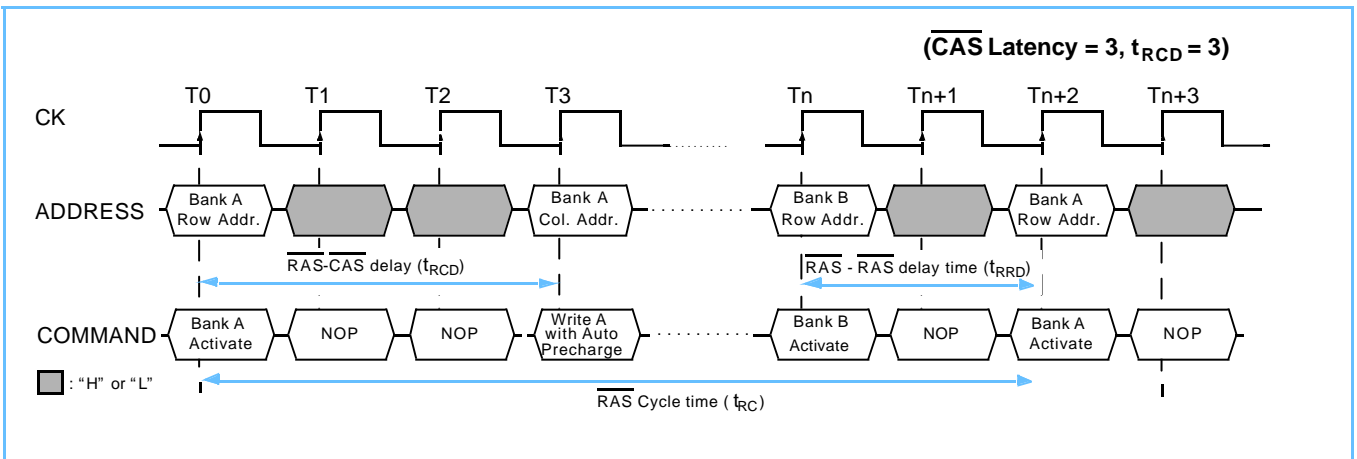 (CAS Latency = 3, tRCD = 3)
T0 T1 T2 T3 Tn Tn+1 Tn+2 Tn+3
CK
ADDRESS
Bank A
Row Addr.
Bank A
Col. Addr.
Bank B
Row Addr.
Bank A
Row Addr.
RAS-CAS delay (tRCD)
RAS - RAS delay time (tRRD)
COMMAND
Bank A
Activate
NOP
NOP
Write A
with Auto
Precharge
Bank B
Activate
NOP
Bank A
Activate
NOP
: “H” or “L”
RAS Cycle time ( tRC)